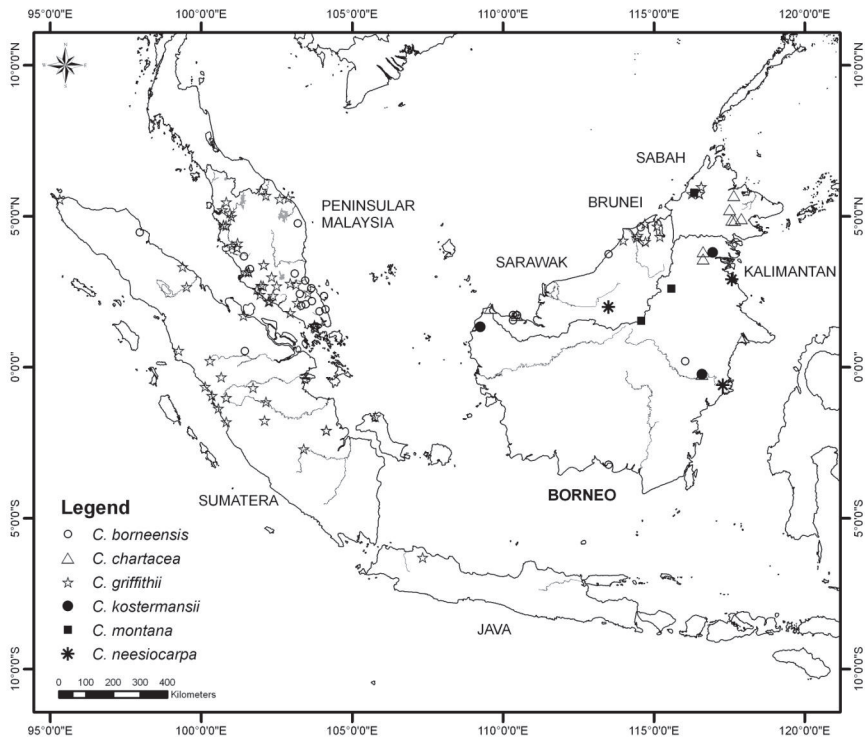 95°0'0"E 100°0'0"E 105°0'0"E 110°0'0"E 115°0'0"E 120°0'0"E
10°0'0"N
10°0'0"N
SABAH
BRUNEI
PENINSULAR
MALAYSIA
5°0'0"N
5°0'0"N
SARAWAK
KALIMANTAN
0°0'0"
0°0'0"
SUMATERA
BORNEO
5°0'0"S
5°0'0"S
JAVA
Legend
C. borneensis
C. chartacea
C. griffithii
C. kostermansii
C. montana
C. neesiocarpa
0 100 200 300 400
Kilometers
10°0'0"S
10°0'0"S
95°0'0"E 100°0'0"E 105°0'0"E 110°0'0"E 115°0'0"E 120°0'0"E